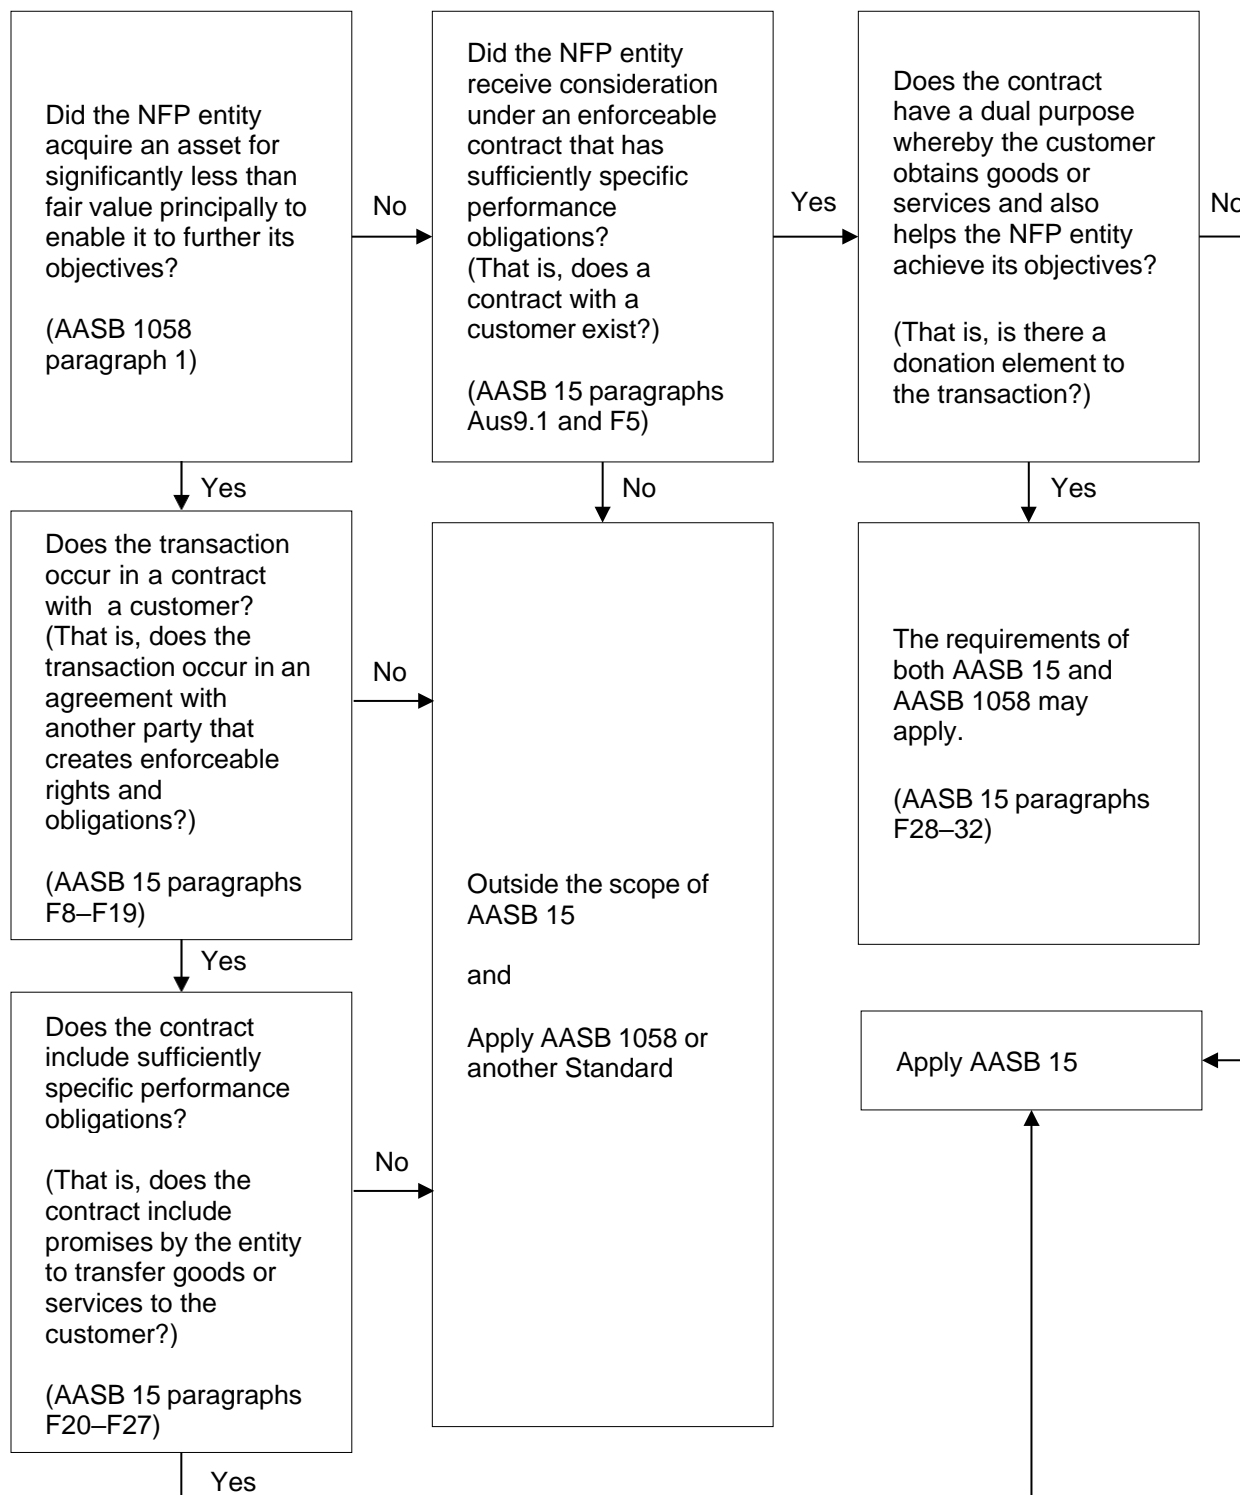 Did the NFP entity
acquire an asset for
significantly less than
fair value principally to
enable it to further its
objectives?
(AASB 1058
paragraph 1)
No
Did the NFP entity
receive consideration
under an enforceable
contract that has
sufficiently specific
performance
obligations?
(That is, does a
contract with a
customer exist?)
(AASB 15 paragraphs
Aus9.1 and F5)
Yes
Does the contract
have a dual purpose
whereby the customer
obtains goods or
services and also
helps the NFP entity
achieve its objectives?
(That is, is there a
donation element to
the transaction?)
No
Yes
No
Yes
Does the transaction
occur in a contract
with a customer?
(That is, does the
transaction occur in an
agreement with
another party that
creates enforceable
rights and
obligations?)
(AASB 15 paragraphs
F8–F19)
No
Outside the scope of
AASB 15
and
Apply AASB 1058 or
another Standard
The requirements of
both AASB 15 and
AASB 1058 may
apply.
(AASB 15 paragraphs
F28–32)
Yes
Does the contract
include sufficiently
specific performance
obligations?
(That is, does the
contract include
promises by the entity
to transfer goods or
services to the
customer?)
(AASB 15 paragraphs
F20–F27)
No
Apply AASB 15
Yes